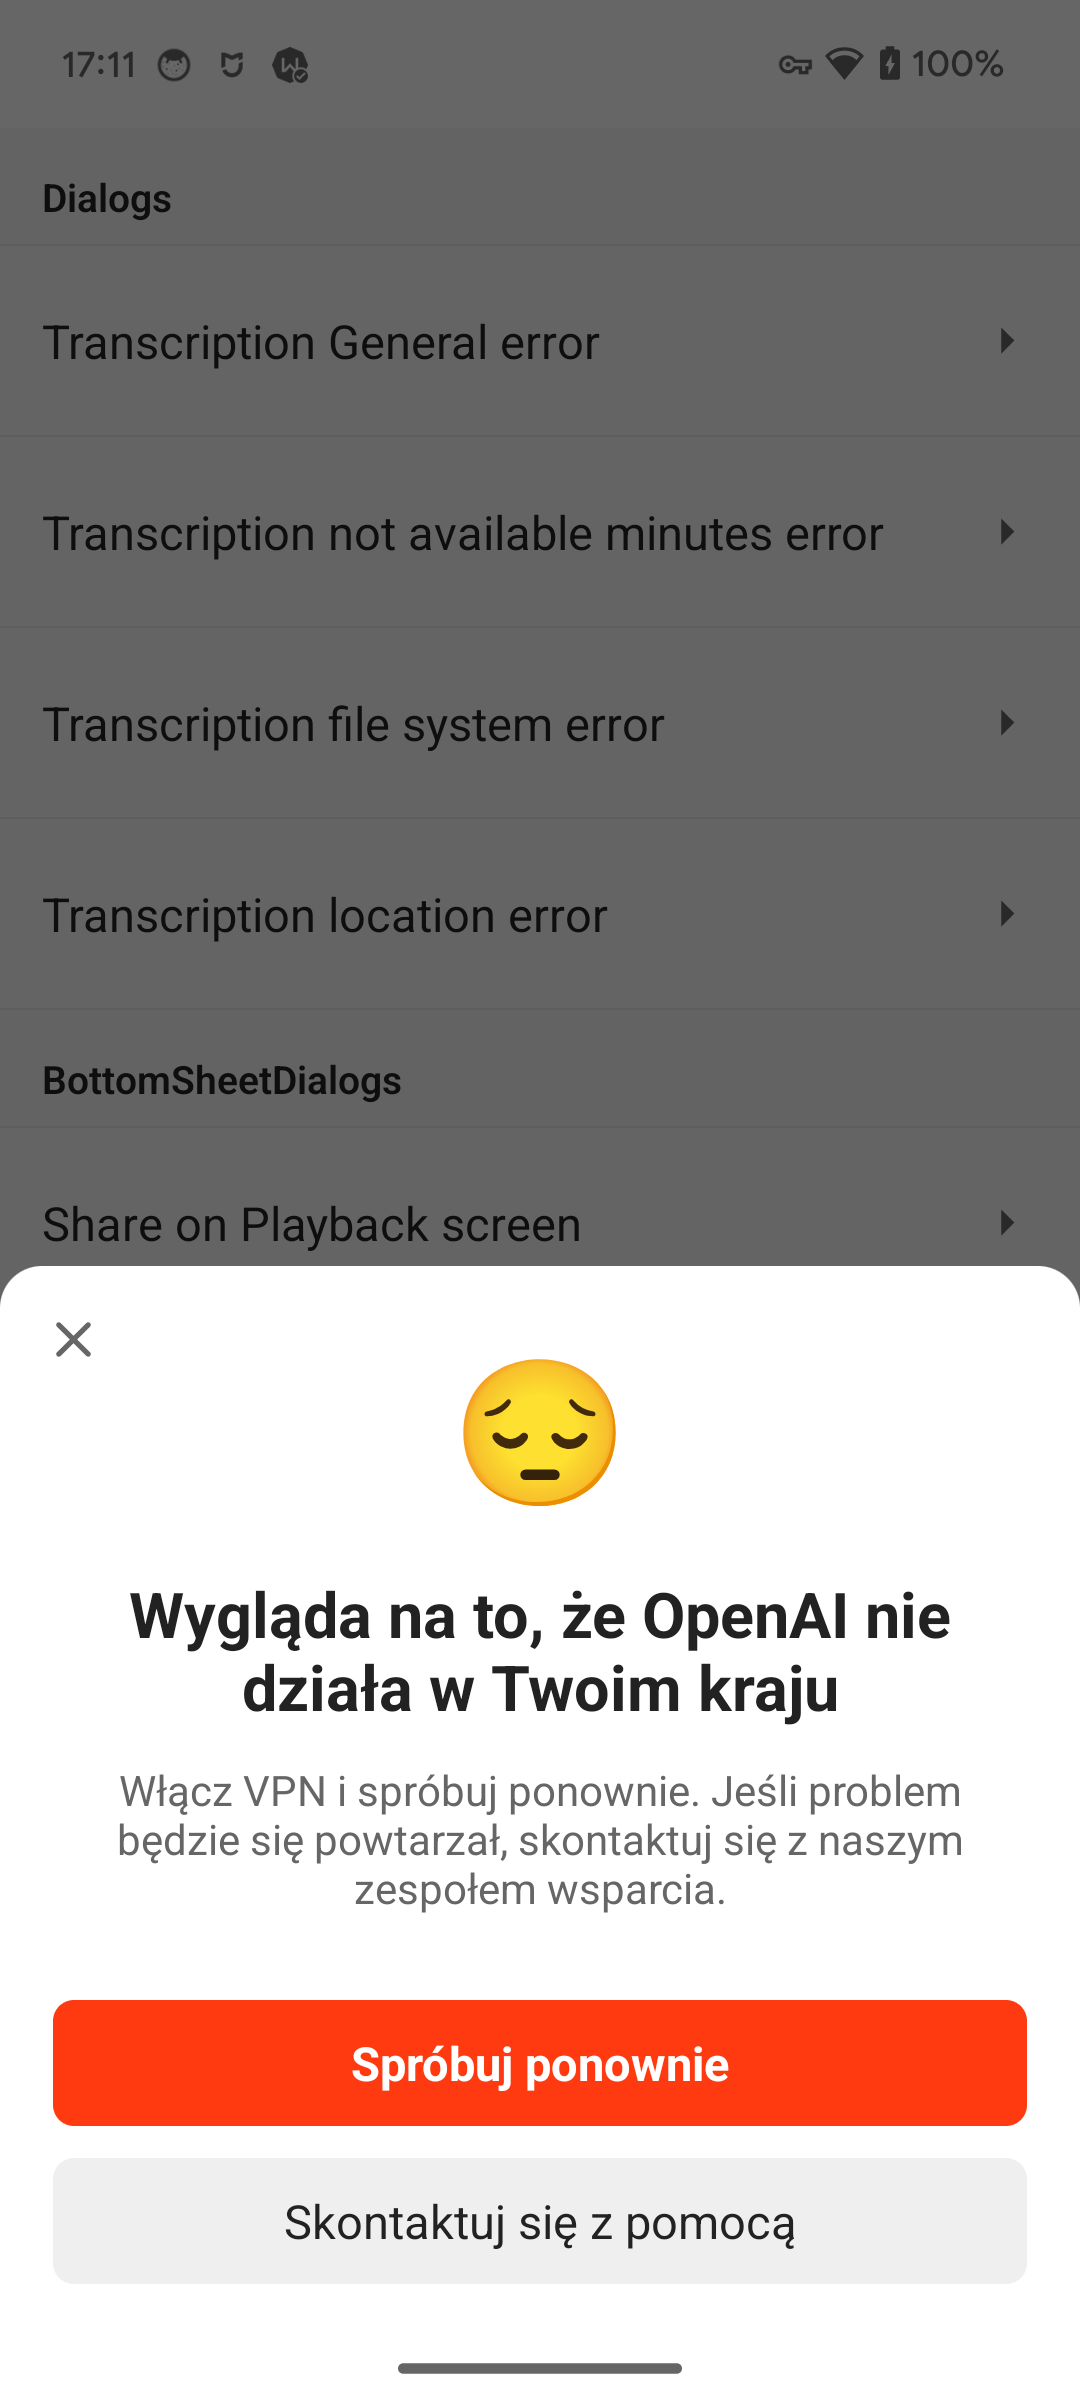 17:11
100%
Dialogs
Transcription General error
Transcription not available minutes error
Transcription file system error
Transcription location error
BottomSheetDialogs
Share on Playback screen
Wygląda na to, że OpenAI nie
działa w Twoim kraju
Włącz VPN i spróbuj ponownie. Jeśli problem
będzie się powtarzał, skontaktuj się z naszym
zespołem wsparcia.
Spróbuj ponownie
Skontaktuj się z pomocą